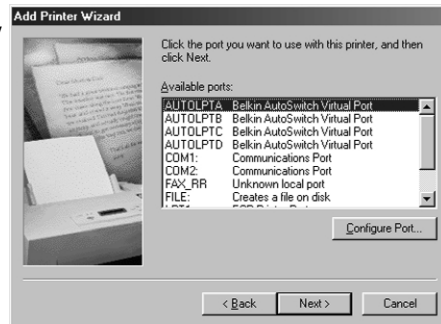 Add Printer Wizard
Click the port you want to use with this printer, and then
click Next.
Available ports:
AUTOLPTA Belkin AutoSwitch Virtual Port
AUTOLPTB Belkin AutoSwitch Virtual Port
AUTOLPTC Belkin AutoSwitch Virtual Port
AUTOLPTD Belkin AutoSwitch Virtual Port
COM1: Communications Port
COM2: Communications Port
FAX_RR Unknown local port
FILE: Creates a file on disk
Configure Port...
< Back Next > Cancel